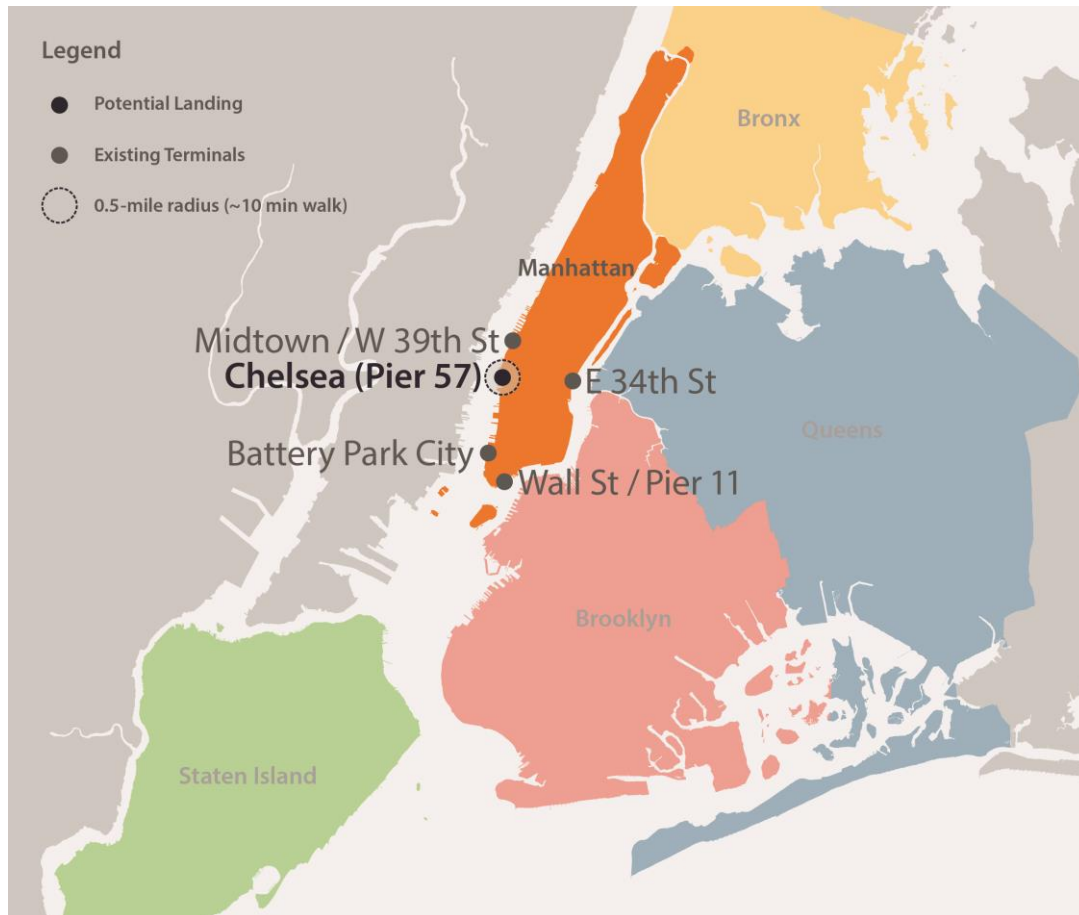 Legend
Potential Landing
Existing Terminals
0.5-mile radius (~10 min walk)
Bronx
Manhattan
Midtown / W 39th St
Chelsea (Pier 57)
E 34th St
Queens
Battery Park City
Wall St / Pier 11
Brooklyn
Staten Island